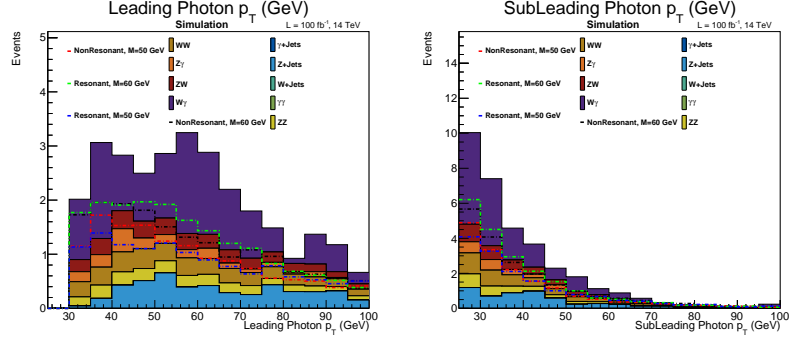 Leading Photon p_T (GeV)
Simulation
L = 100 fb⁻¹, 14 TeV
Events
NonResonant, M=50 GeV
Resonant, M=60 GeV
Resonant, M=50 GeV
WW
Zγ
ZW
Wγ
NonResonant, M=60 GeV
γ+Jets
Z+Jets
W+Jets
γγ
ZZ
5
4
3
2
1
0
30 40 50 60 70 80 90 100
Leading Photon p_T (GeV)
SubLeading Photon p_T (GeV)
Simulation
L = 100 fb⁻¹, 14 TeV
Events
NonResonant, M=50 GeV
Resonant, M=60 GeV
Resonant, M=50 GeV
WW
Zγ
ZW
Wγ
NonResonant, M=60 GeV
γ+Jets
Z+Jets
W+Jets
γγ
ZZ
14
12
10
8
6
4
2
0
30 40 50 60 70 80 90 100
SubLeading Photon p_T (GeV)